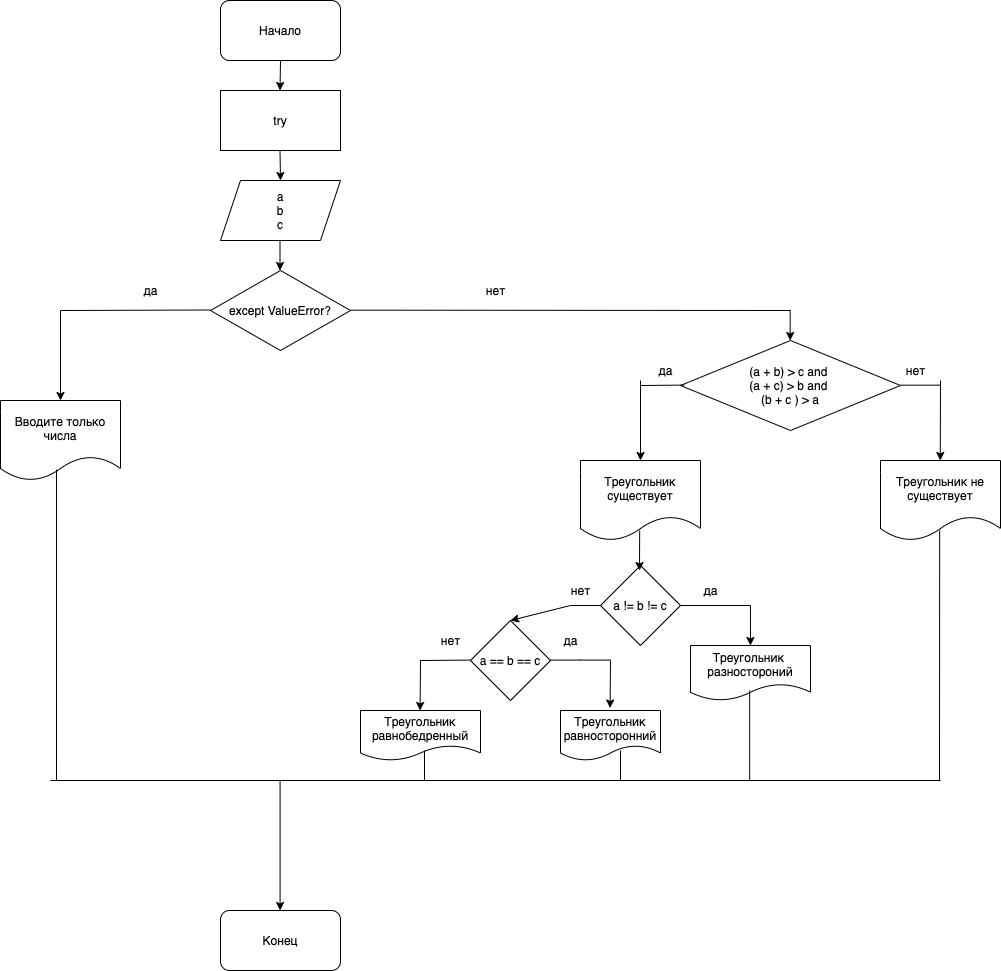 Начало
try
a
b
c
да
нет
except ValueError?
да
(a + b) > c and
(a + c) > b and
(b + c ) > a
нет
Вводите только
числа
Треугольник
существует
Треугольник не
существует
нет
a != b != c
да
нет
a == b == c
да
Треугольник
разностороний
Треугольник
равнобедренный
Треугольник
равносторонний
Конец